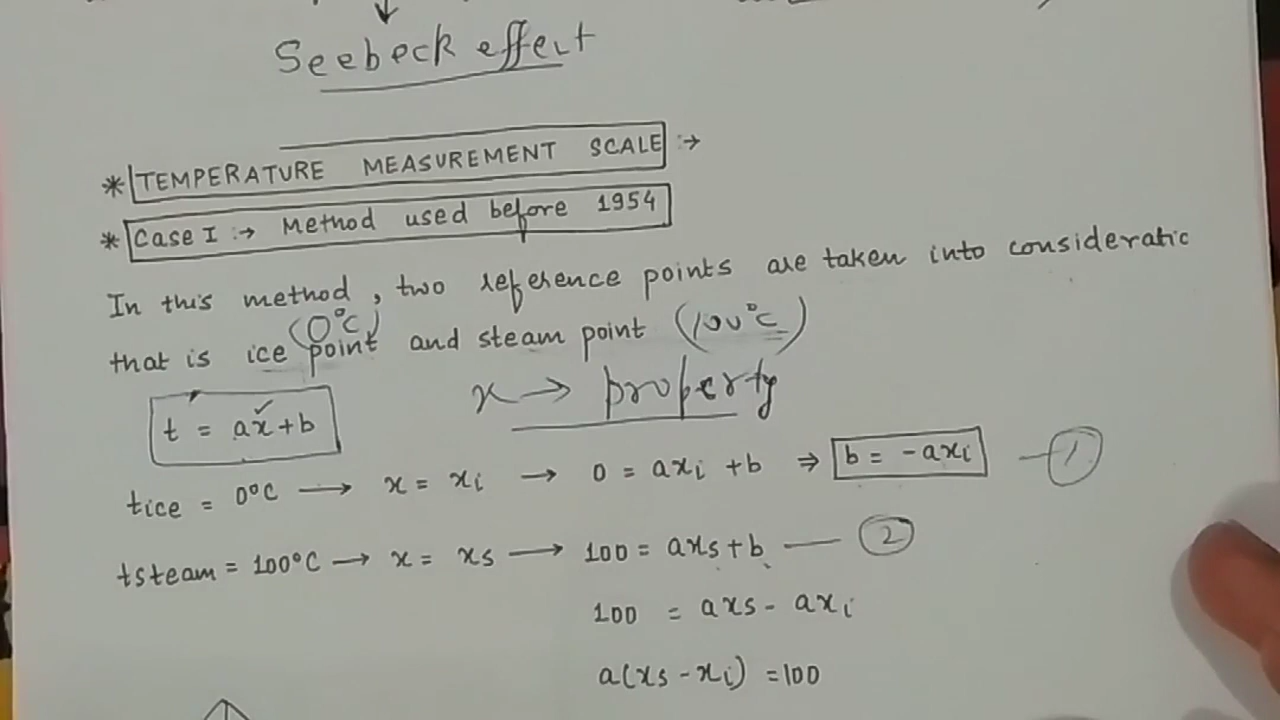 Seebeck effect
* TEMPERATURE MEASUREMENT SCALE :→
* Case I :→ Method used before 1954
In this method, two reference points are taken into consideratio
that is ice point (0°C) and steam point (100°C)
x → property
t = ax + b
tice = 0°C → x = xi → 0 = axi + b ⇒ b = -axi — 1
tsteam = 100°C → x = xs → 100 = axs + b — 2
100 = axs - axi
a(xs - xi) = 100